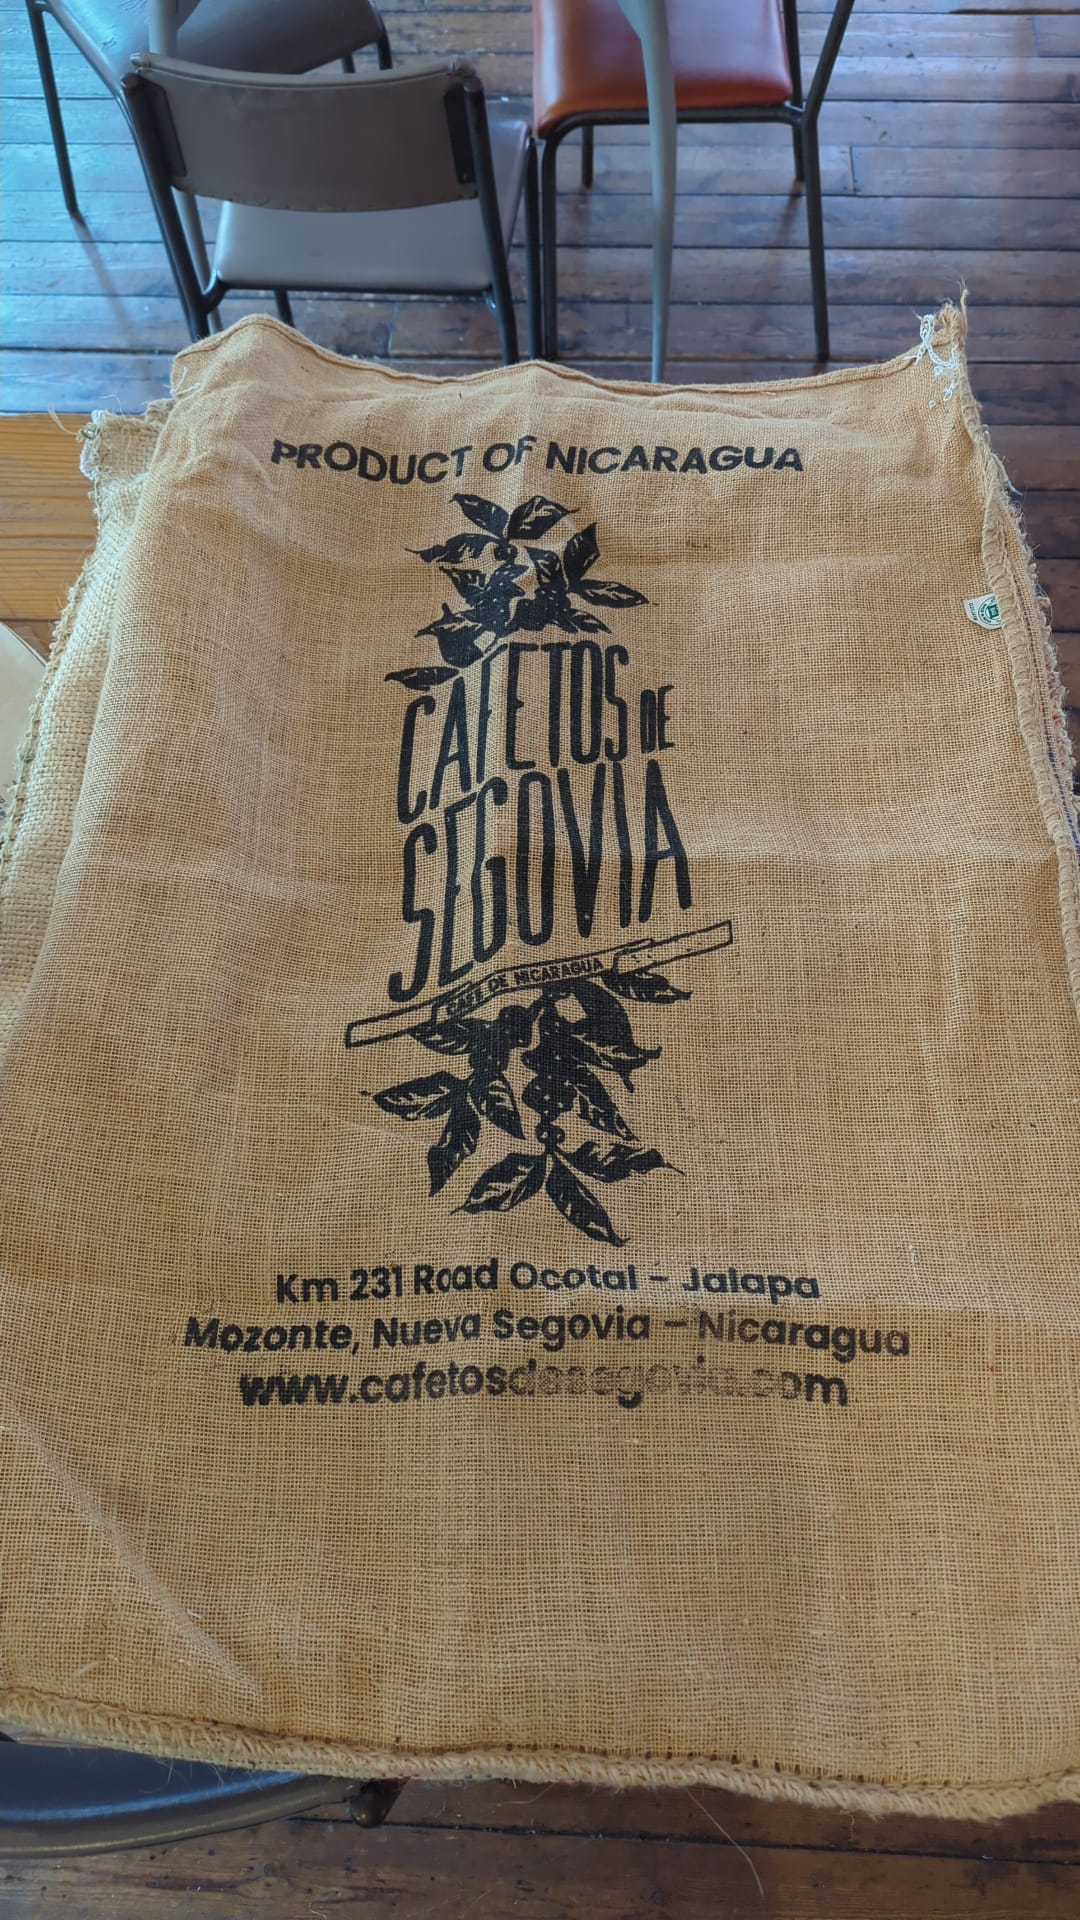 PRODUCT OF NICARAGUA
CAFETOS DE
SEGOVIA
CAFE DE NICARAGUA
Km 231 Road Ocotal – Jalapa
Mozonte, Nueva Segovia – Nicaragua
www.cafetosdesegovia.com